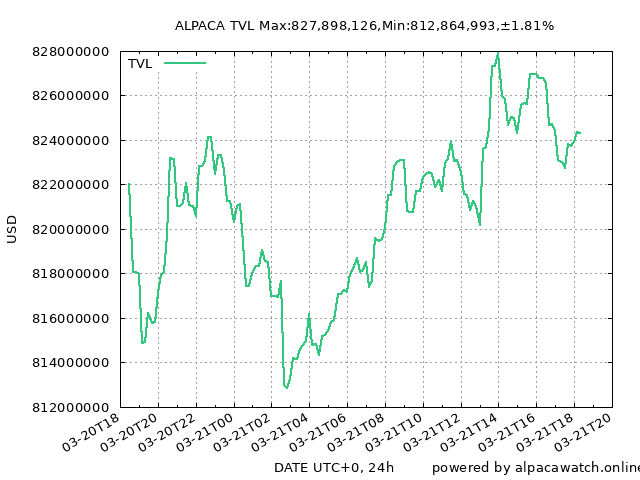 ALPACA TVL Max:827,898,126,Min:812,864,993,±1.81%
828000000
TVL
826000000
824000000
822000000
820000000
USD
818000000
816000000
814000000
812000000
03-20T18
03-20T20
03-20T22
03-21T00
03-21T02
03-21T04
03-21T06
03-21T08
03-21T10
03-21T12
03-21T14
03-21T16
03-21T18
03-21T20
DATE UTC+0, 24h
powered by alpacawatch.online